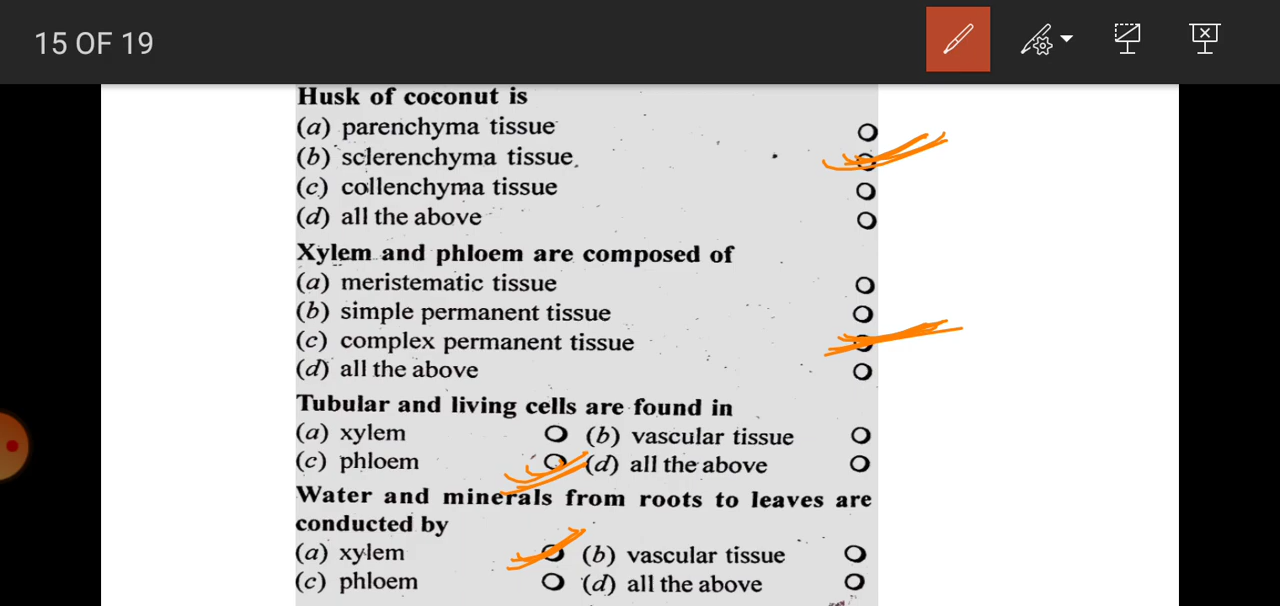 15 OF 19
Husk of coconut is
(a) parenchyma tissue
(b) sclerenchyma tissue
(c) collenchyma tissue
(d) all the above
Xylem and phloem are composed of
(a) meristematic tissue
(b) simple permanent tissue
(c) complex permanent tissue
(d) all the above
Tubular and living cells are found in
(a) xylem (b) vascular tissue
(c) phloem (d) all the above
Water and minerals from roots to leaves are
conducted by
(a) xylem (b) vascular tissue
(c) phloem (d) all the above